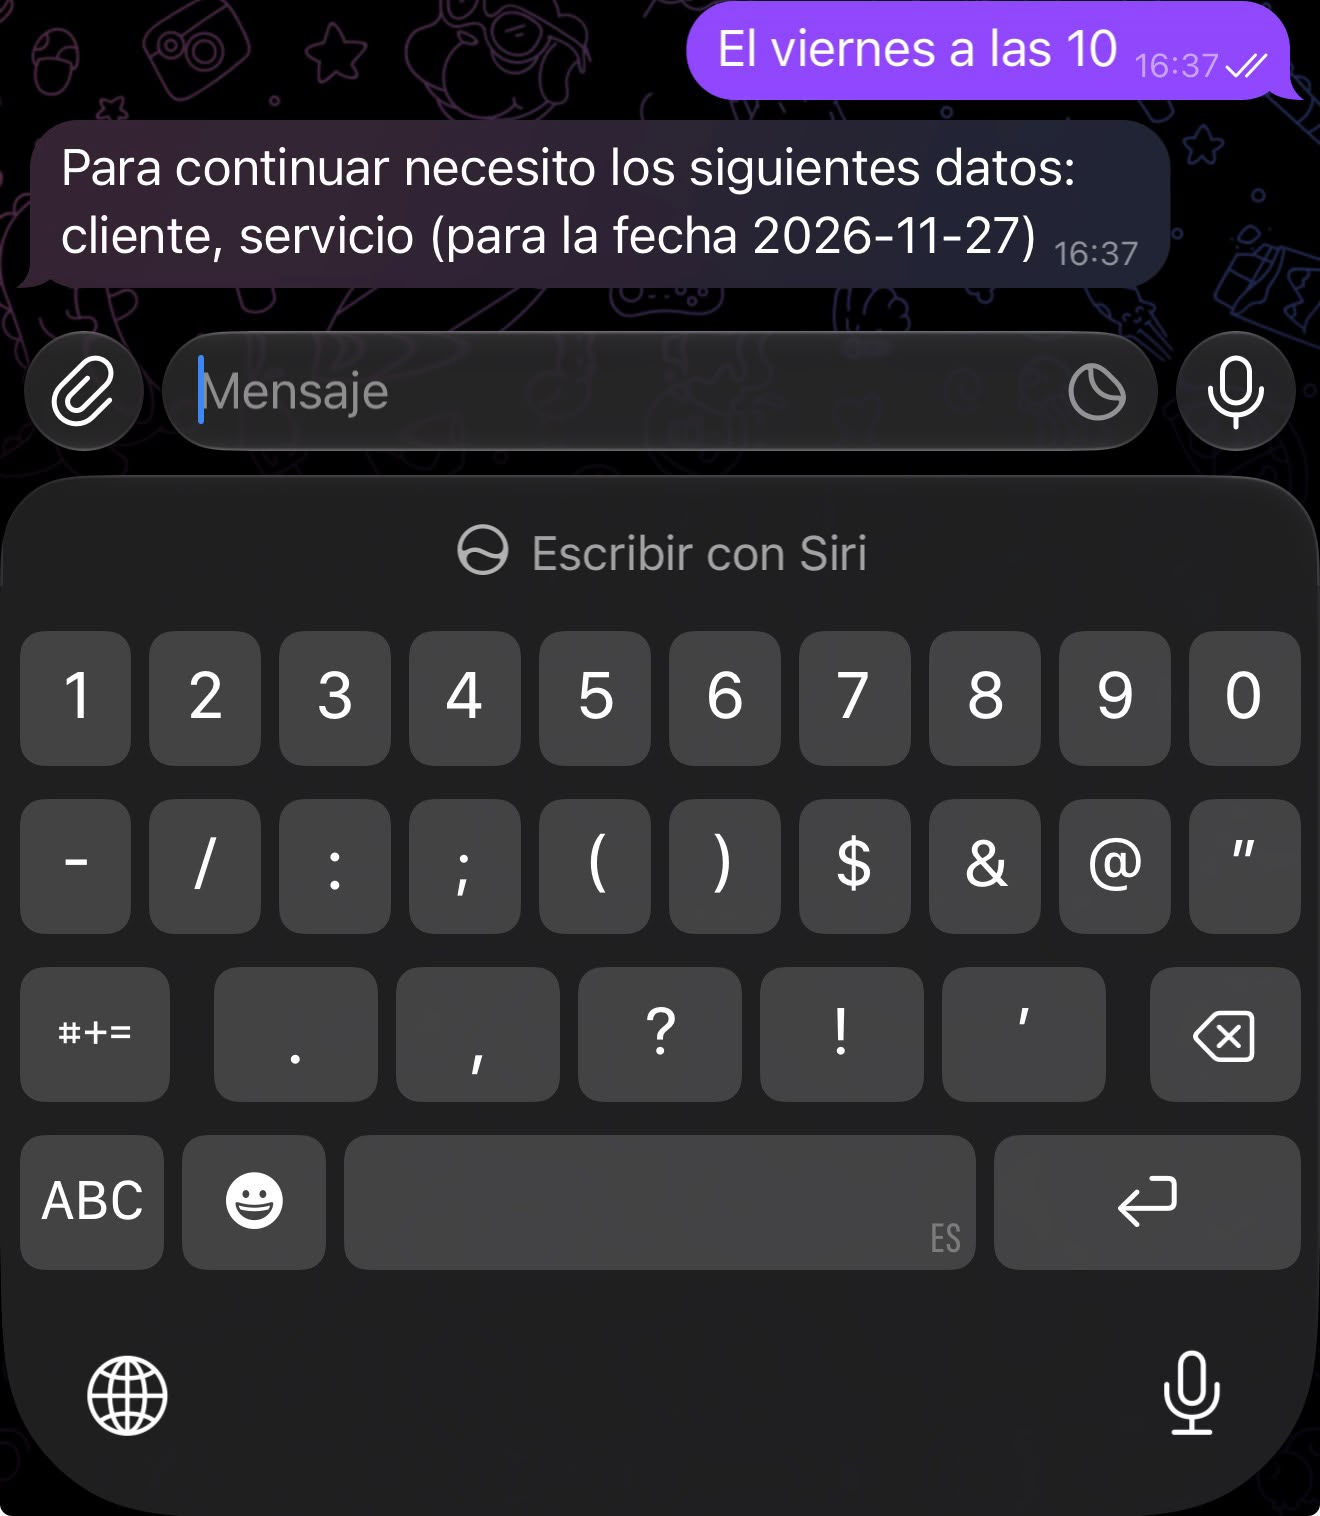 El viernes a las 10 16:37
Para continuar necesito los siguientes datos:
cliente, servicio (para la fecha 2026-11-27) 16:37
Mensaje
Escribir con Siri
1 2 3 4 5 6 7 8 9 0
- / : ; ( ) $ & @ "
#+= . , ? ! '
ABC ES